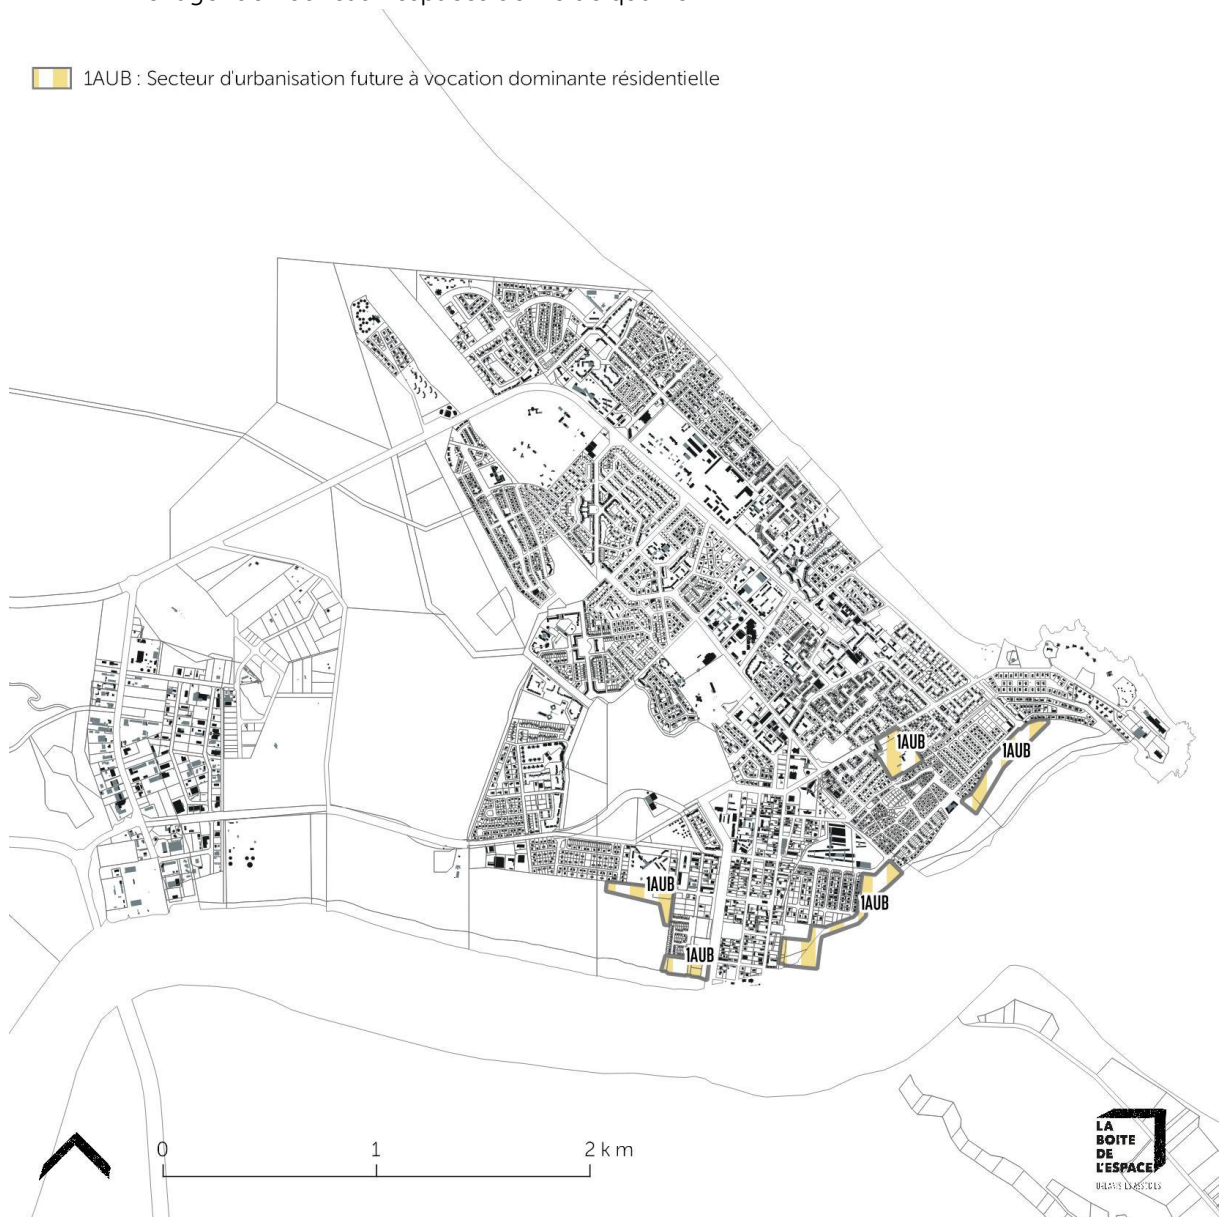 1AUB : Secteur d'urbanisation future à vocation dominante résidentielle
1AUB
1AUB
1AUB
1AUB
1AUB
0 1 2 km
LA
BOITE
DE
L'ESPACE